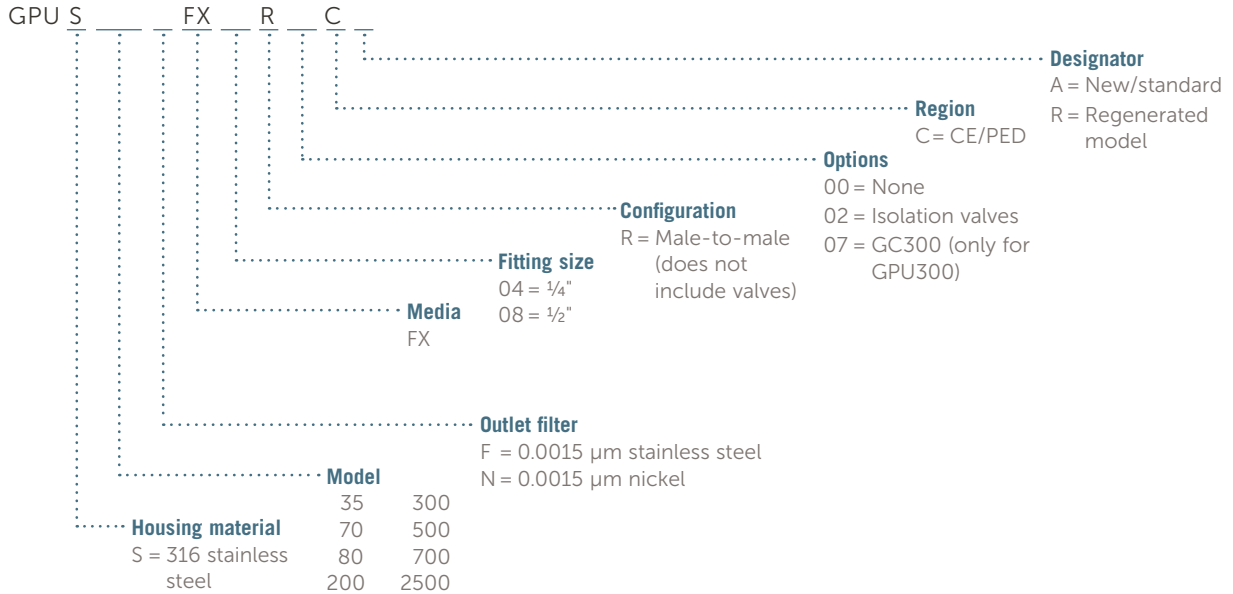 GPU S ___ _ FX __ R __ C _
Designator
A = New/standard
R = Regenerated
model
Region
C= CE/PED
Options
00 = None
02 = Isolation valves
07 = GC300 (only for
GPU300)
Configuration
R = Male-to-male
(does not
include valves)
Fitting size
04 = ¼"
08 = ½"
Media
FX
Outlet filter
F = 0.0015 µm stainless steel
N = 0.0015 µm nickel
Model
35 300
70 500
80 700
200 2500
Housing material
S = 316 stainless
steel